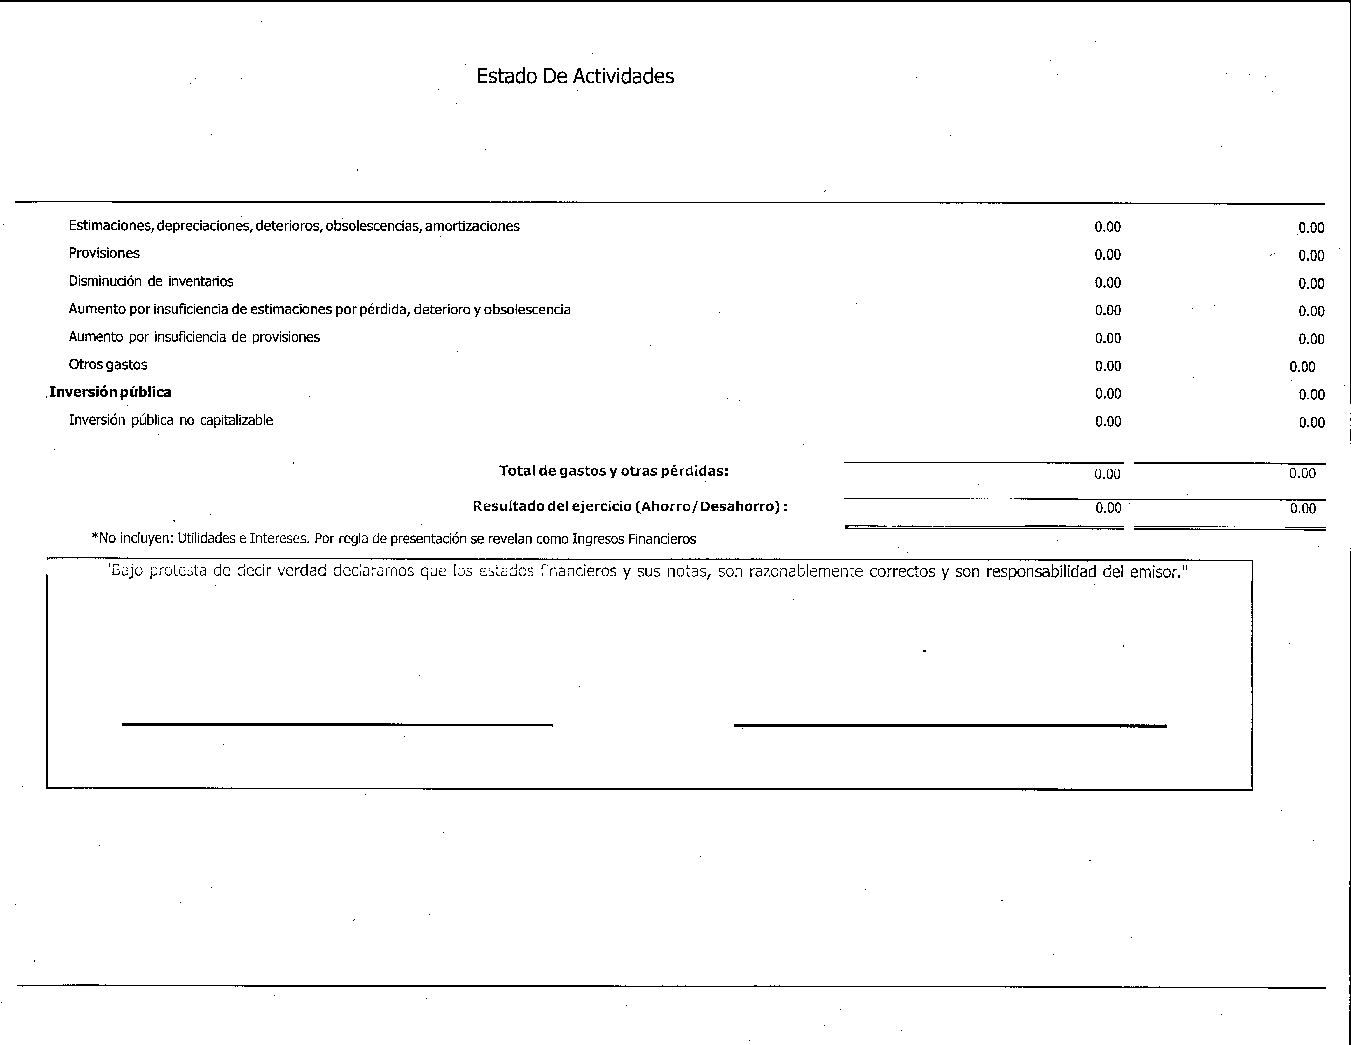 Estado De Actividades
Estimaciones, depreciaciones, deterioros, obsolescencias, amortizaciones 0.00 0.00
Provisiones 0.00 0.00
Disminución de inventarios 0.00 0.00
Aumento por insuficiencia de estimaciones por pérdida, deterioro y obsolescencia 0.00 0.00
Aumento por insuficiencia de provisiones 0.00 0.00
Otros gastos 0.00 0.00
Inversión pública 0.00 0.00
Inversión pública no capitalizable 0.00 0.00
Total de gastos y otras pérdidas: 0.00 0.00
Resultado del ejercicio (Ahorro/Desahorro) : 0.00 0.00
*No incluyen: Utilidades e Intereses. Por regla de presentación se revelan como Ingresos Financieros
"Bajo protesta de decir verdad declaramos que los estados financieros y sus notas, son razonablemente correctos y son responsabilidad del emisor."